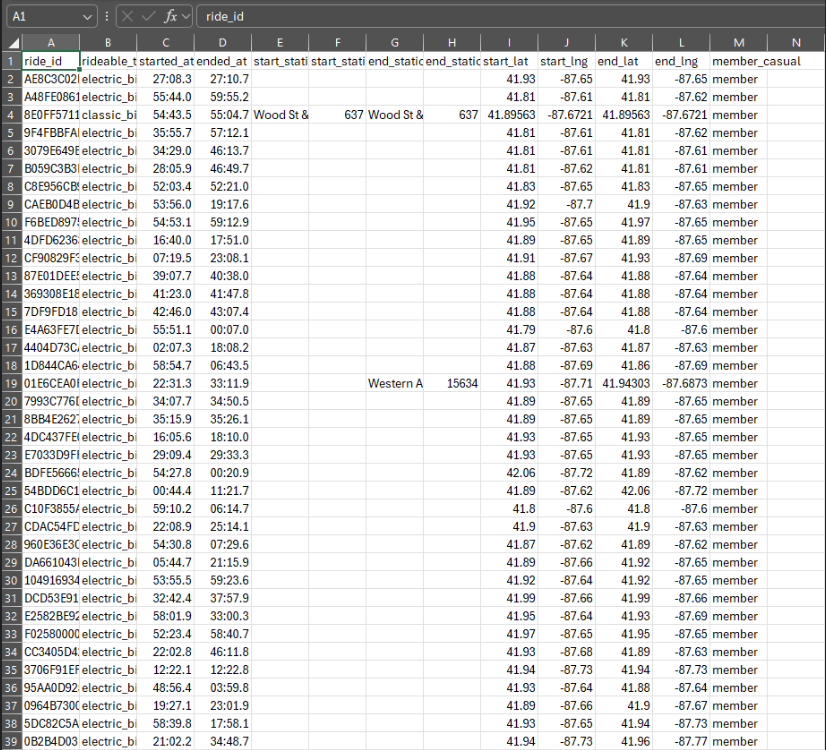 A1 fx ride_id
A B C D E F G H I J K L M N
1 ride_id rideable_t started_at ended_at start_stati start_stati end_static end_static start_lat start_lng end_lat end_lng member_casual
2 AE8C3C02 electric_bi 27:08.3 27:10.7 41.93 -87.65 41.93 -87.65 member
3 A48FE0861 electric_bi 55:44.0 59:55.2 41.81 -87.61 41.81 -87.62 member
4 8E0FF5711 classic_bi 54:43.5 55:04.7 Wood St & 637 Wood St & 637 41.89563 -87.6721 41.89563 -87.6721 member
5 9F4FBBFA electric_bi 35:55.7 57:12.1 41.81 -87.61 41.81 -87.62 member
6 3079E649E electric_bi 34:29.0 46:13.7 41.81 -87.61 41.81 -87.61 member
7 B059C3B3 electric_bi 28:05.9 46:49.7 41.81 -87.62 41.81 -87.61 member
8 C8E956CB electric_bi 52:03.4 52:21.0 41.83 -87.65 41.83 -87.65 member
9 CAEB0D4B electric_bi 53:56.0 19:17.6 41.92 -87.7 41.9 -87.63 member
10 F6BED897 electric_bi 54:53.1 59:12.9 41.95 -87.65 41.97 -87.65 member
11 4DFD6236 electric_bi 16:40.0 17:51.0 41.89 -87.65 41.89 -87.65 member
12 CF90829F electric_bi 07:19.5 23:08.1 41.91 -87.67 41.93 -87.69 member
13 87E01DEE electric_bi 39:07.7 40:38.0 41.88 -87.64 41.88 -87.64 member
14 369308E18 electric_bi 41:23.0 41:47.8 41.88 -87.64 41.88 -87.64 member
15 7DF9FD18 electric_bi 42:46.0 43:07.4 41.88 -87.64 41.88 -87.64 member
16 E4A63FE7 electric_bi 55:51.1 00:07.0 41.79 -87.6 41.8 -87.6 member
17 4404D73C electric_bi 02:07.3 18:08.2 41.87 -87.63 41.87 -87.63 member
18 1D844CA6 electric_bi 58:54.7 06:43.5 41.88 -87.69 41.86 -87.69 member
19 01E6CEA0 electric_bi 22:31.3 33:11.9 Western A 15634 41.93 -87.71 41.94303 -87.6873 member
20 7993C776 electric_bi 34:07.7 34:50.5 41.89 -87.65 41.89 -87.65 member
21 8BB4E2627 electric_bi 35:15.9 35:26.1 41.89 -87.65 41.89 -87.65 member
22 4DC437FE electric_bi 16:05.6 18:10.0 41.93 -87.65 41.93 -87.65 member
23 E7033D9F electric_bi 29:09.4 29:33.3 41.93 -87.65 41.93 -87.65 member
24 BDFE5666 electric_bi 54:27.8 00:20.9 42.06 -87.72 41.89 -87.62 member
25 54BDD6C1 electric_bi 00:44.4 11:21.7 41.89 -87.62 42.06 -87.72 member
26 C10F3855 electric_bi 59:10.2 06:14.7 41.8 -87.6 41.8 -87.6 member
27 CDAC54FD electric_bi 22:08.9 25:14.1 41.9 -87.63 41.9 -87.63 member
28 960E36E3 electric_bi 54:30.8 07:29.6 41.87 -87.62 41.89 -87.62 member
29 DA661043 electric_bi 05:44.7 21:15.9 41.89 -87.66 41.92 -87.65 member
30 104916934 electric_bi 53:55.5 59:23.6 41.92 -87.64 41.92 -87.65 member
31 DCD53E91 electric_bi 32:42.4 37:57.9 41.99 -87.66 41.99 -87.66 member
32 E2582BE92 electric_bi 58:01.9 33:00.3 41.95 -87.64 41.93 -87.69 member
33 F02580000 electric_bi 52:23.4 58:40.7 41.97 -87.65 41.95 -87.65 member
34 CC3405D4 electric_bi 22:02.8 46:11.8 41.93 -87.68 41.89 -87.63 member
35 3706F91EF electric_bi 12:22.1 12:22.8 41.94 -87.73 41.94 -87.73 member
36 95AA0D92 electric_bi 48:56.4 03:59.8 41.93 -87.64 41.88 -87.64 member
37 0964B7300 electric_bi 19:27.1 23:01.9 41.89 -87.66 41.9 -87.67 member
38 5DC82C5A electric_bi 58:39.8 17:58.1 41.93 -87.65 41.94 -87.73 member
39 0B2B4D03 electric_bi 21:02.2 34:48.7 41.94 -87.73 41.96 -87.77 member